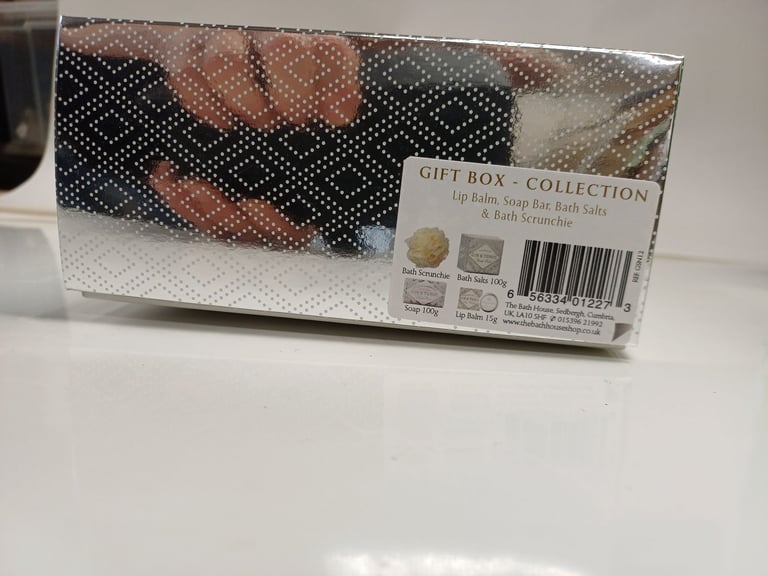 GIFT BOX - COLLECTION
Lip Balm, Soap Bar, Bath Salts
& Bath Scrunchie
Bath Scrunchie
Bath Salts 100g
Soap 100g
Lip Balm 15g
6 56334 01227 3
The Bath House, Sedbergh, Cumbria,
UK, LA10 5HF 015396 21992
www.thebathhouseshop.co.uk
REF GSN12